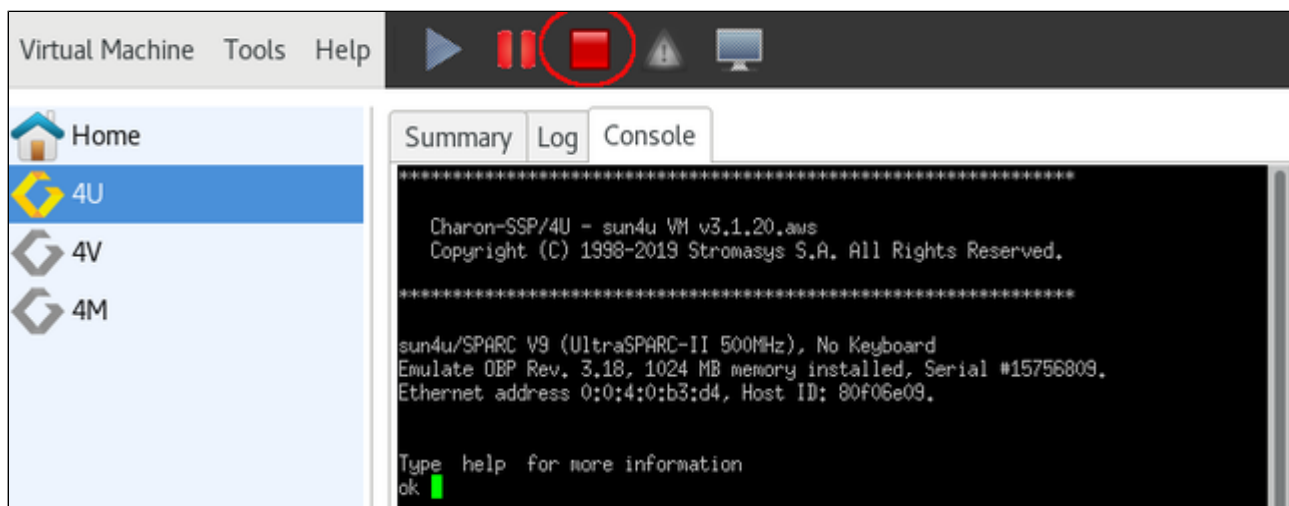 Virtual Machine Tools Help
Home
4U
4V
4M
Summary Log Console
***************************************************************************
Charon-SSP/4U - sun4u VM v3.1.20.aws
Copyright (C) 1998-2019 Stromasys S.A. All Rights Reserved.
***************************************************************************
sun4u/SPARC V9 (UltraSPARC-II 500MHz), No Keyboard
Emulate OBP Rev. 3.18, 1024 MB memory installed, Serial #15756809.
Ethernet address 0:0:4:0:b3:d4, Host ID: 80f06e09.
Type help for more information
ok